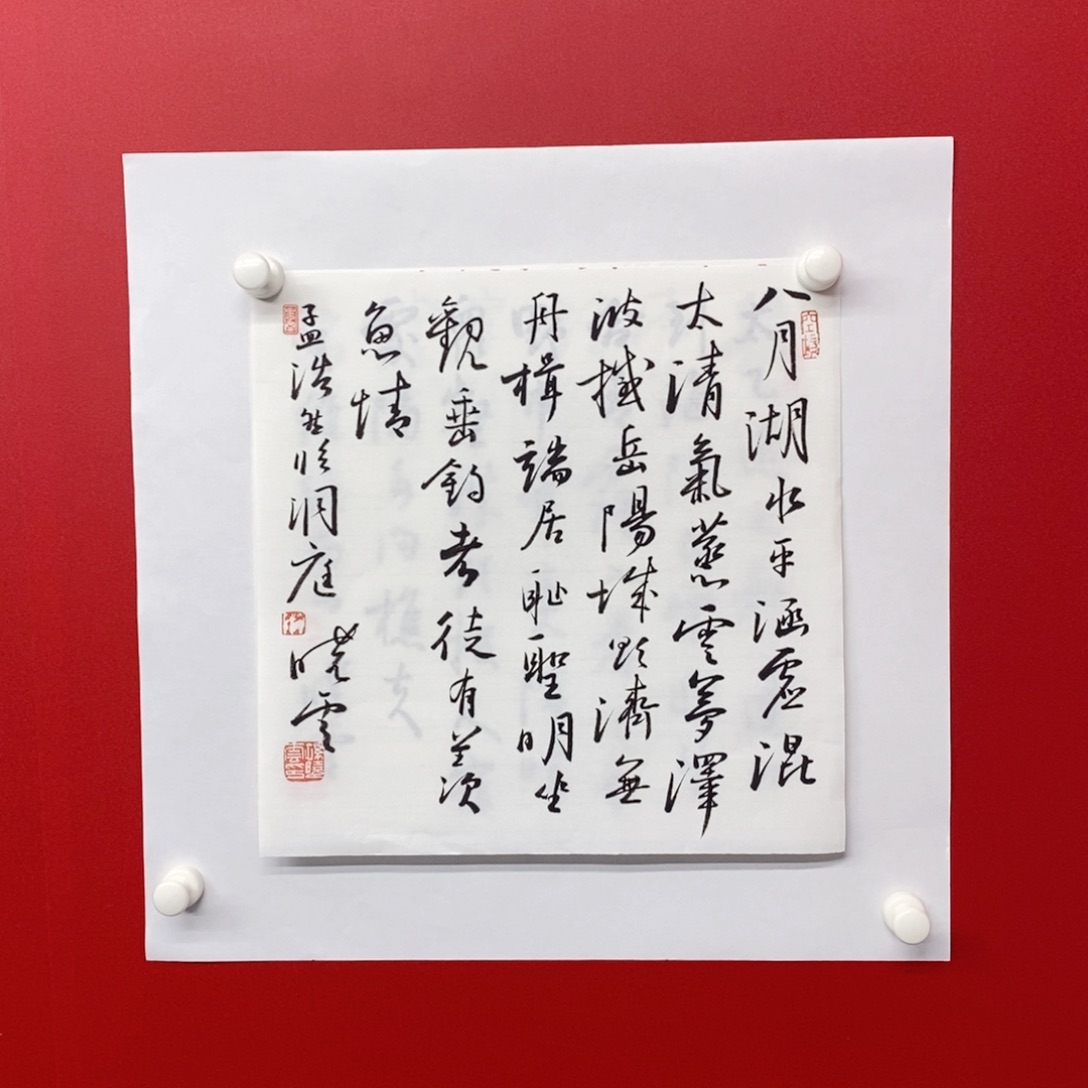 八月湖水平涵虛混
太清氣蒸雲夢澤
波撼岳陽城欲濟無
舟楫端居耻聖明坐
觀垂釣者徒有羨
魚情
孟浩然臨洞庭 曉雲